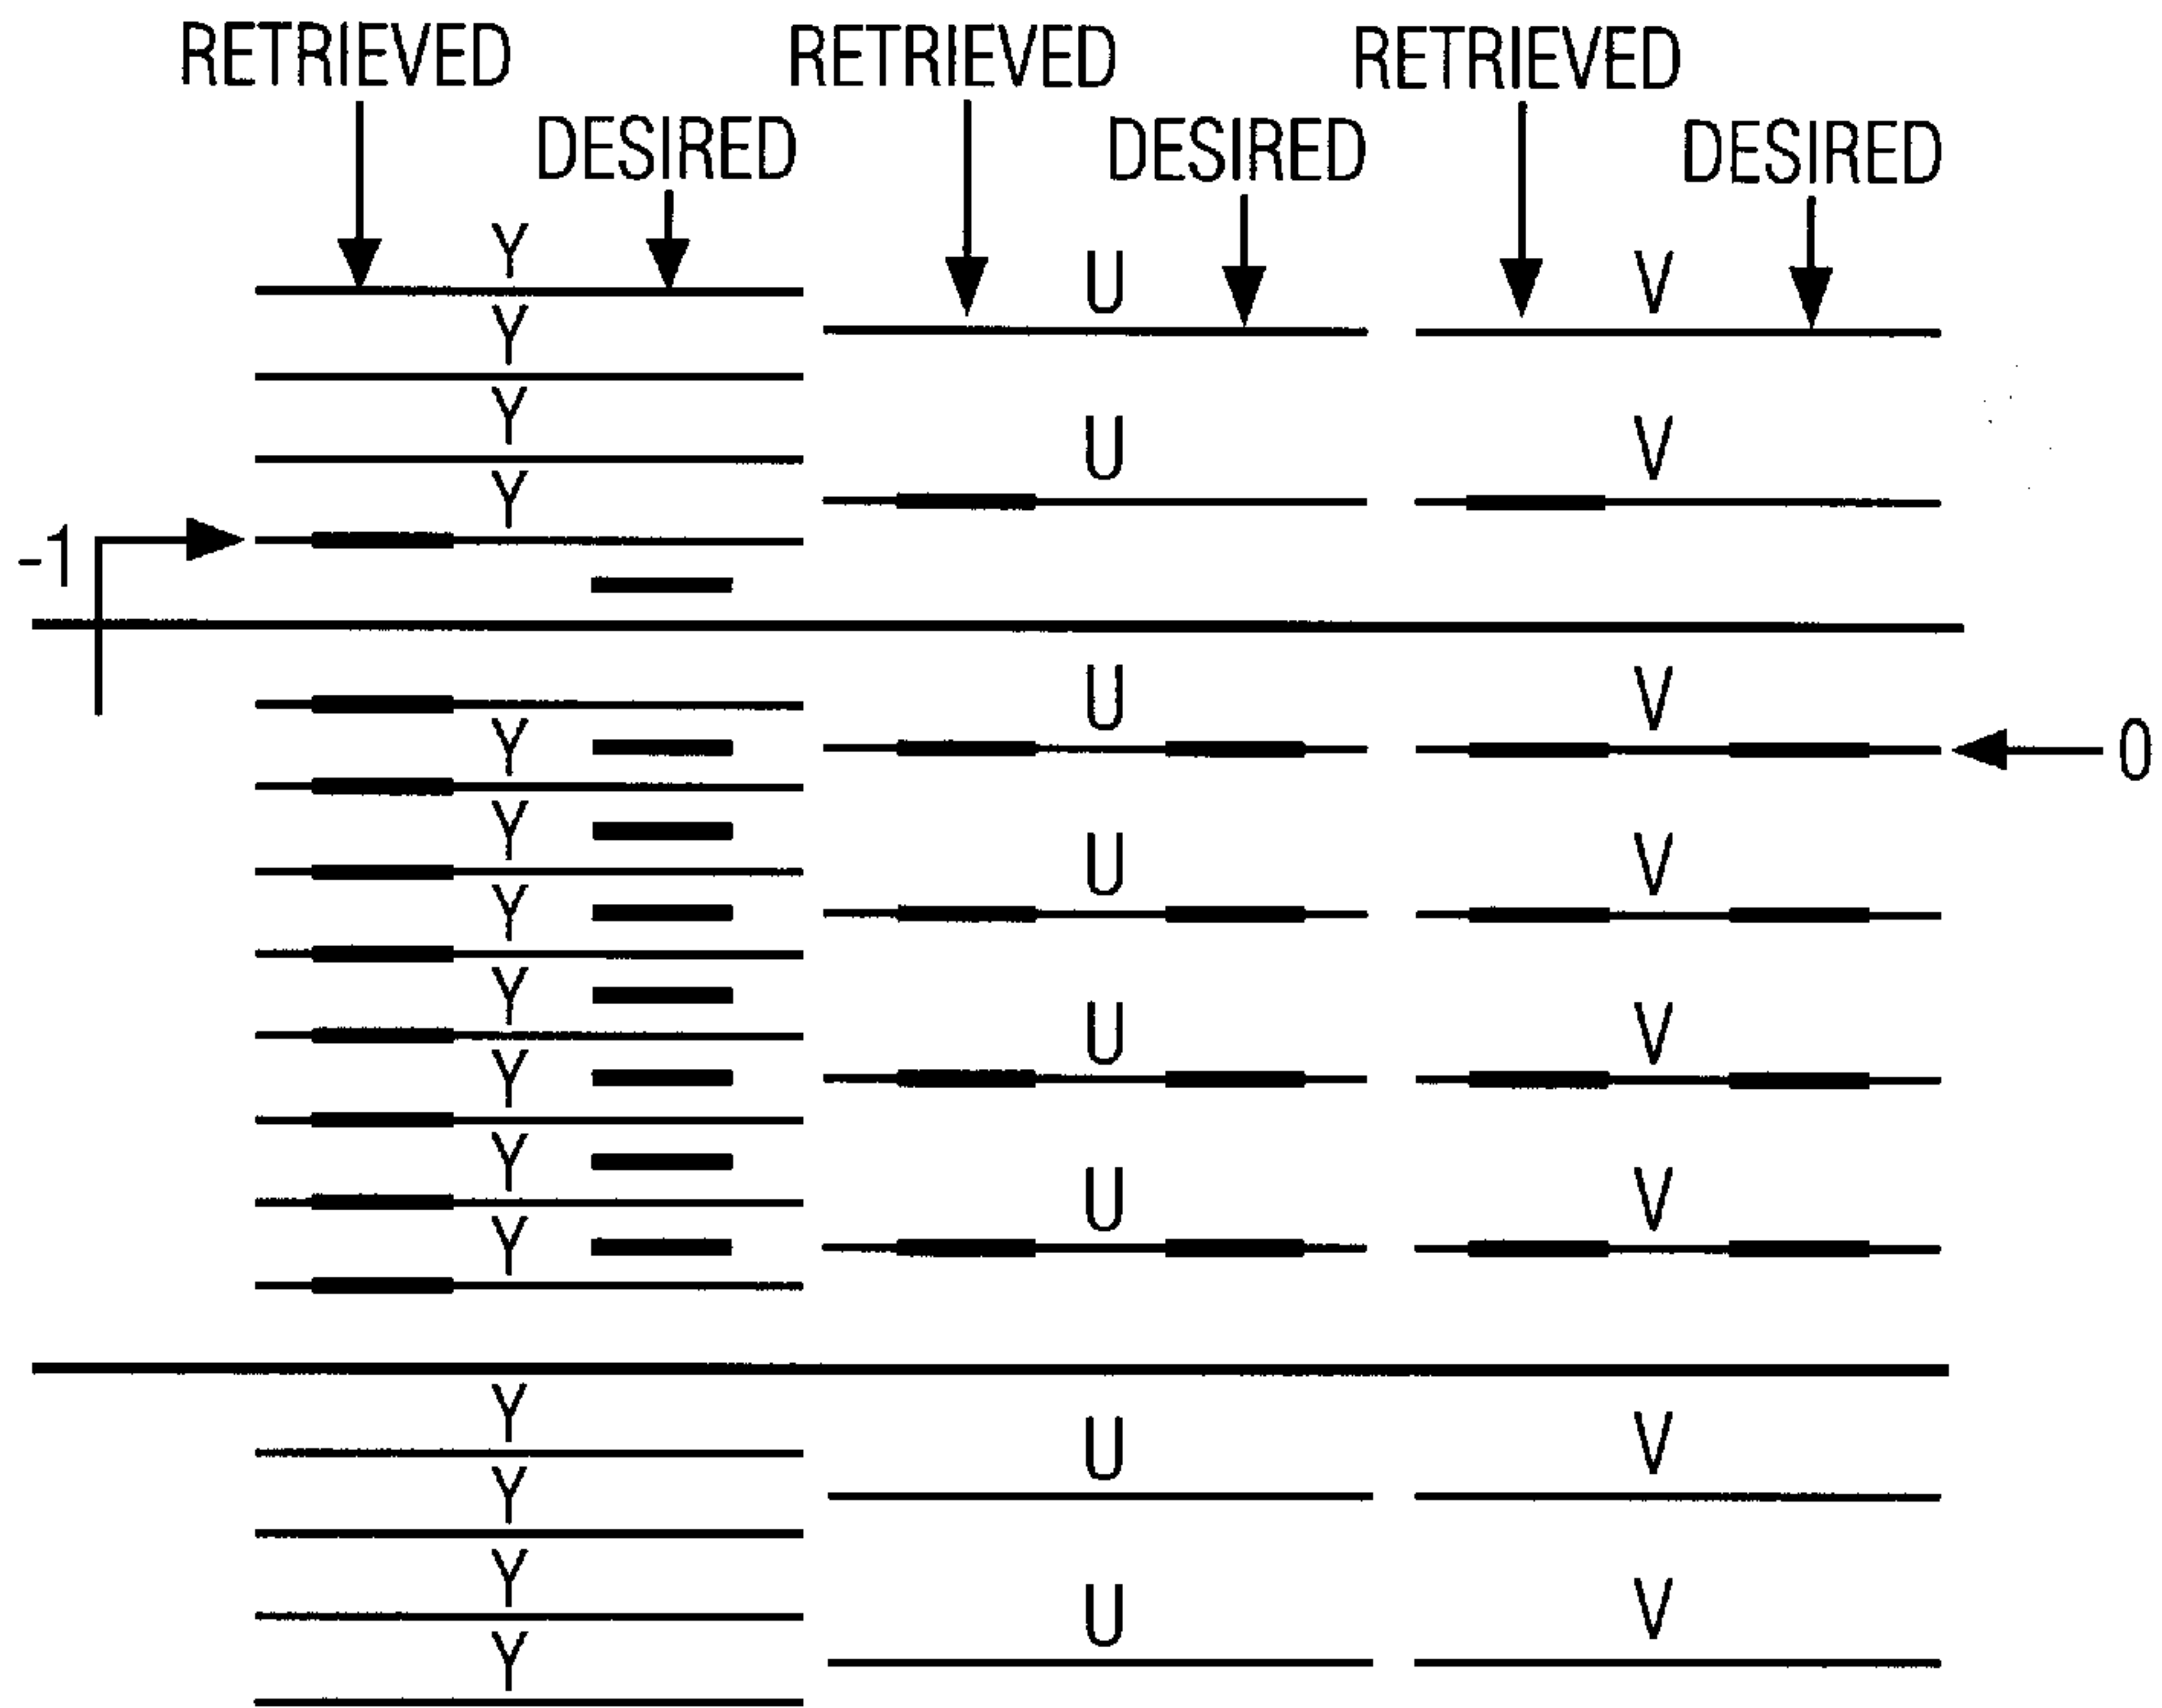 RETRIEVED RETRIEVED RETRIEVED
DESIRED DESIRED DESIRED
Y
U V
Y
Y
U V
Y
-1
U V
Y
0
Y
U V
Y
Y
U V
Y
Y
U V
Y
Y
U V
Y
Y
U V
Y